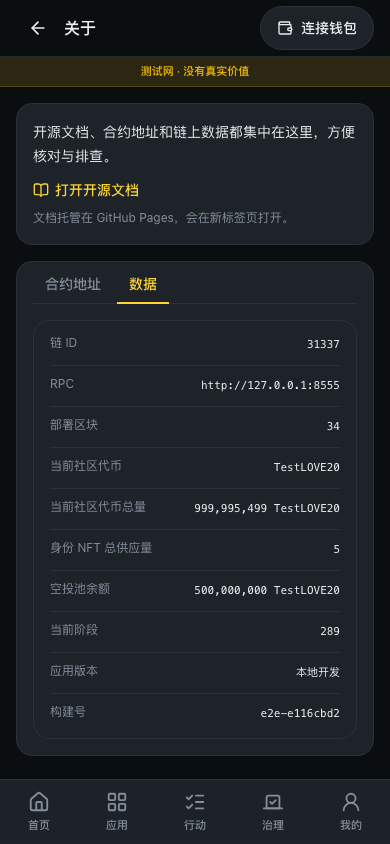 关于
连接钱包
测试网 · 没有真实价值
开源文档、合约地址和链上数据都集中在这里，方便
核对与排查。
打开开源文档
文档托管在 GitHub Pages，会在新标签页打开。
合约地址 数据
链 ID 31337
RPC http://127.0.0.1:8555
部署区块 34
当前社区代币 TestLOVE20
当前社区代币总量 999,995,499 TestLOVE20
身份 NFT 总供应量 5
空投池余额 500,000,000 TestLOVE20
当前阶段 289
应用版本 本地开发
构建号 e2e-e116cbd2
首页 应用 行动 治理 我的